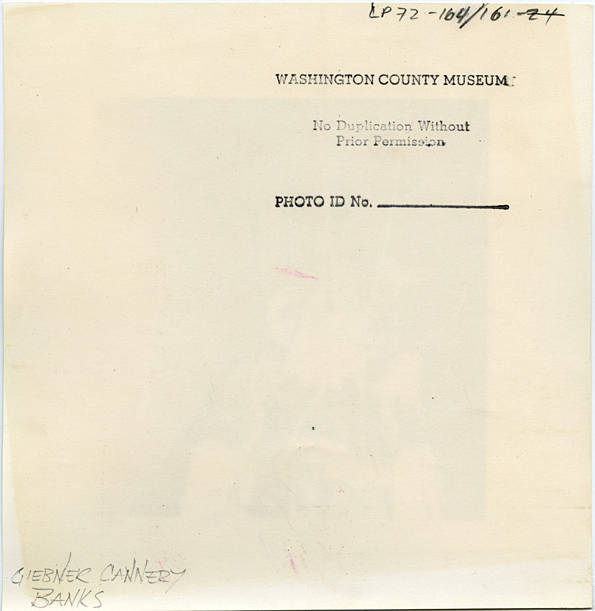 LP72-164/161-24
WASHINGTON COUNTY MUSEUM
No Duplication Without
Prior Permission
PHOTO ID No.
GIEBNER CANNERY
BANKS